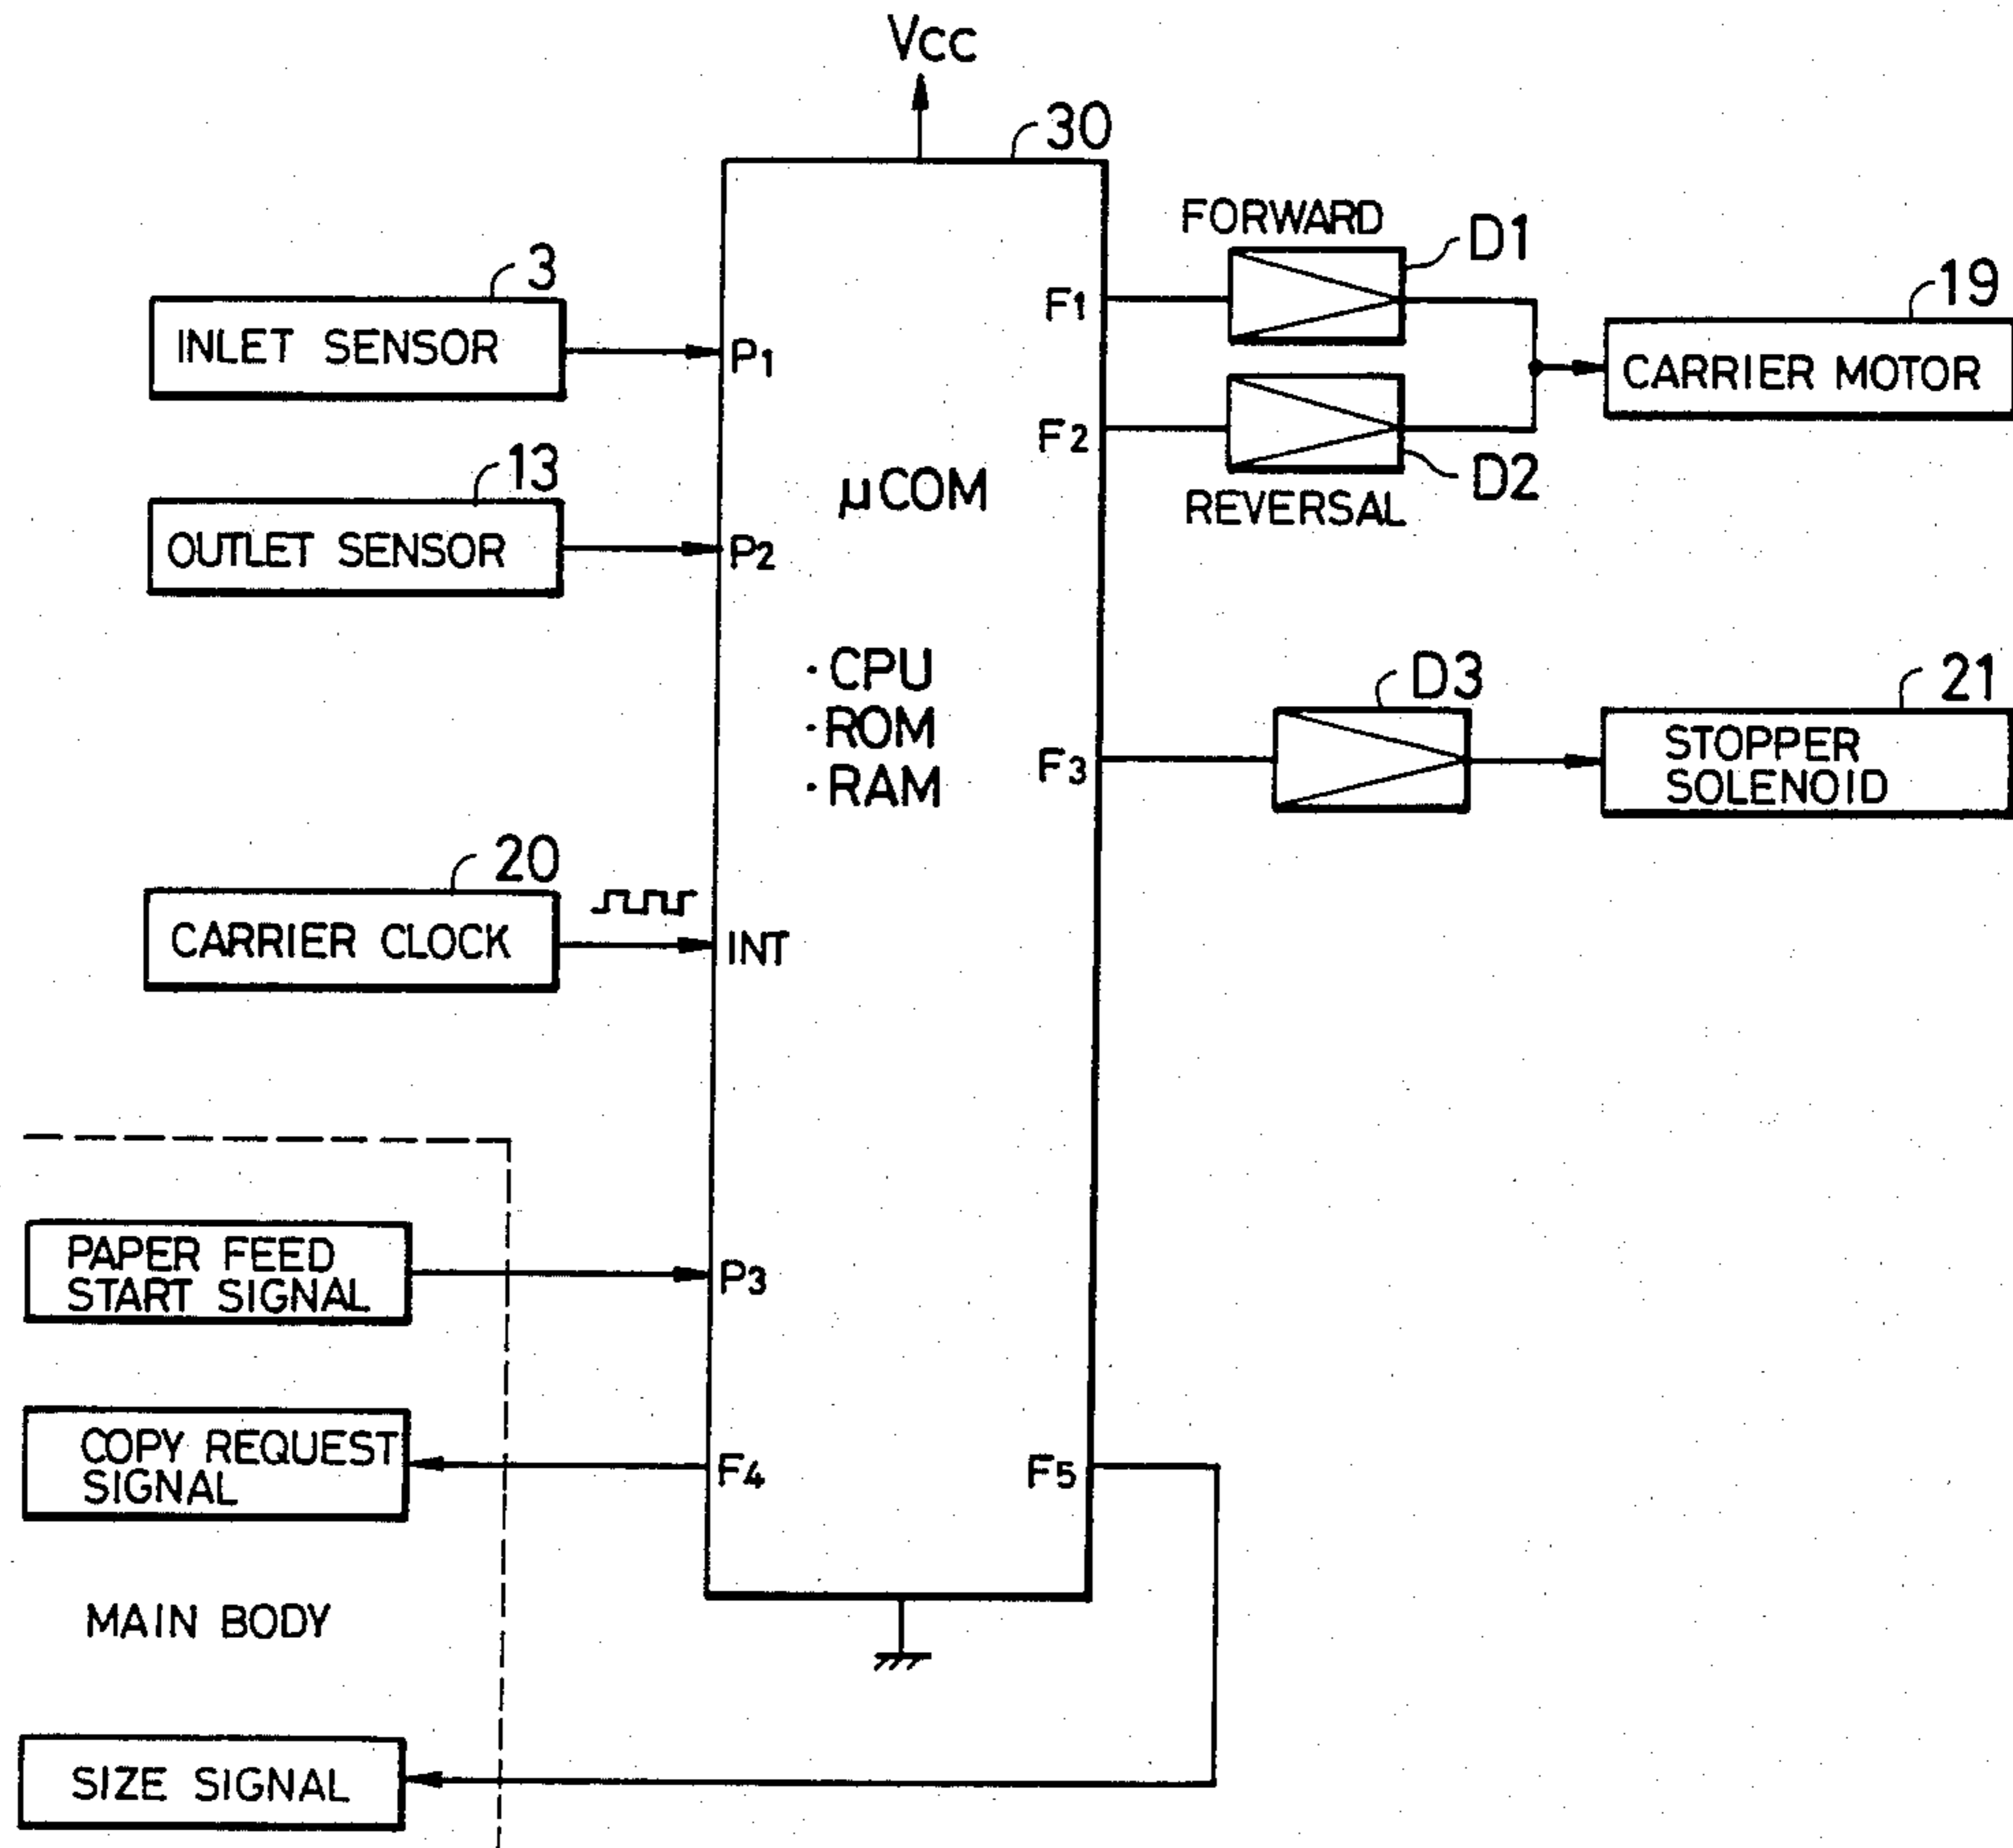 Vcc
30
FORWARD
D1
3
INLET SENSOR
P1
F1
19
CARRIER MOTOR
F2
D2
REVERSAL
13
OUTLET SENSOR
P2
μCOM
·CPU
·ROM
·RAM
F3
D3
21
STOPPER
SOLENOID
20
CARRIER CLOCK
INT
PAPER FEED
START SIGNAL
P3
COPY REQUEST
SIGNAL
F4
F5
MAIN BODY
SIZE SIGNAL